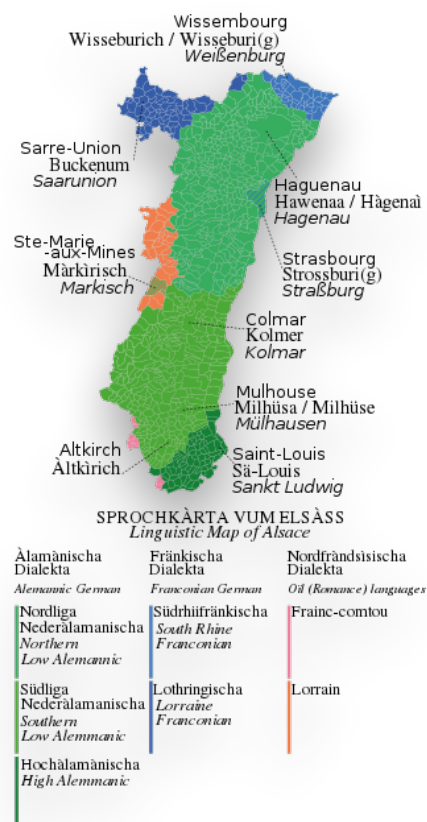 Wissembourg
Wisseburich / Wisseburi(g)
Weißenburg
Sarre-Union
Buckenum
Saarunion
Haguenau
Hawenaa / Hàgenaì
Hagenau
Ste-Marie
-aux-Mines
Màrkìrisch
Markisch
Strasbourg
Strossburi(g)
Straßburg
Colmar
Kolmer
Kolmar
Mulhouse
Milhüsa / Milhüse
Mülhausen
Altkirch
Àltkìrich
Saint-Louis
Sä-Louis
Sankt Ludwig
SPROCHKÀRTA VUM ELSÀSS
Linguistic Map of Alsace
Àlamànischa
Dialekta
Alemannic German
Fränkischa
Dialekta
Franconian German
Nordfràndsìsischa
Dialekta
Oïl (Romance) languages
Nordliga
Nederàlamanischa
Northern
Low Alemannic
Südrhiifränkischa
South Rhine
Franconian
Frainc-comtou
Südliga
Nederàlamanischa
Southern
Low Alemmanic
Lothringischa
Lorraine
Franconian
Lorrain
Hochàlamànischa
High Alemmanic